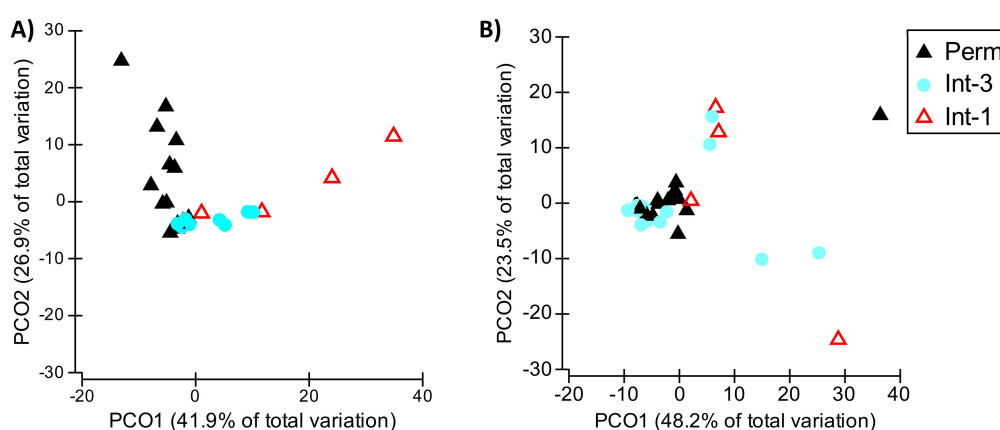 A)
PCO2 (26.9% of total variation)
30
20
10
0
-10
-20
-30
-20
0
20
40
PCO1 (41.9% of total variation)
B)
PCO2 (23.5% of total variation)
30
20
10
0
-10
-20
-30
-20
-10
0
10
20
30
40
PCO1 (48.2% of total variation)
Perm
Int-3
Int-1